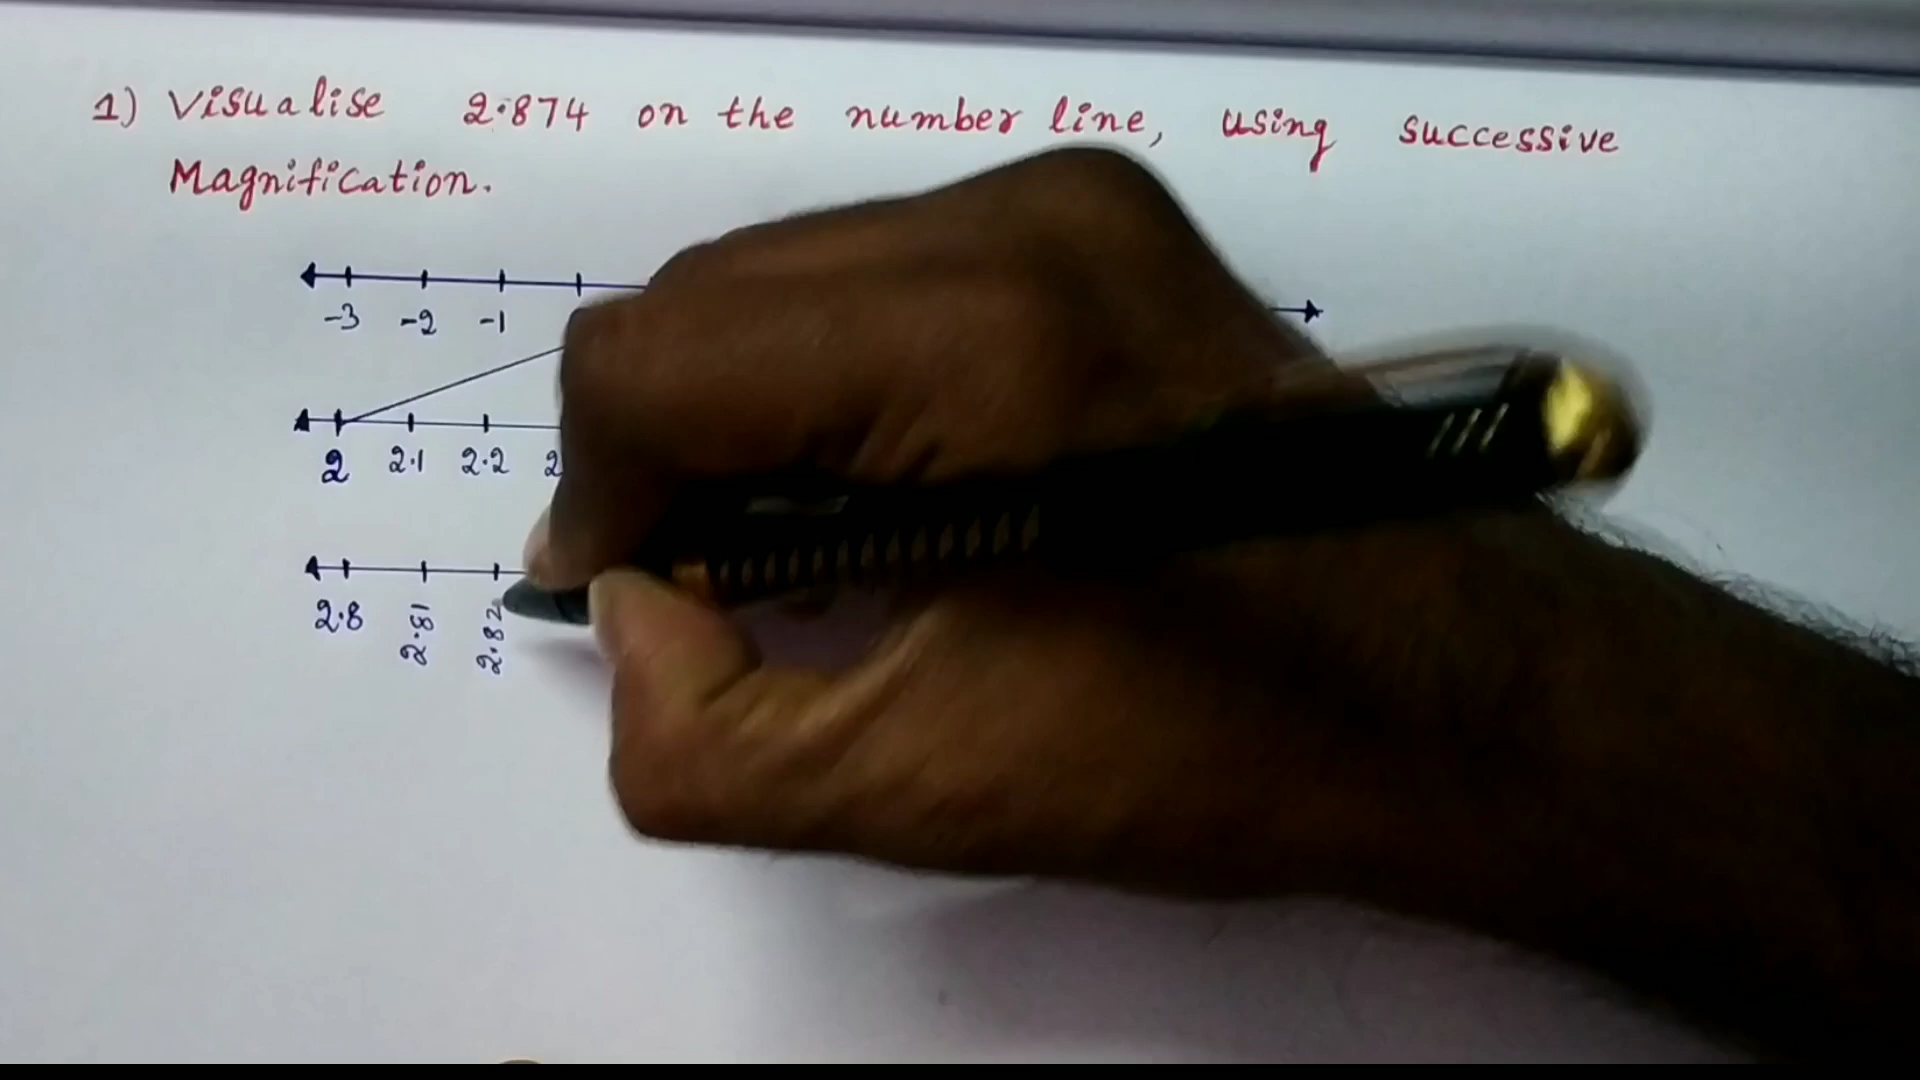 1) Visualise 2.874 on the number line, using successive
Magnification.
-3 -2 -1
2 2.1 2.2 2
2.8 2.81 2.82